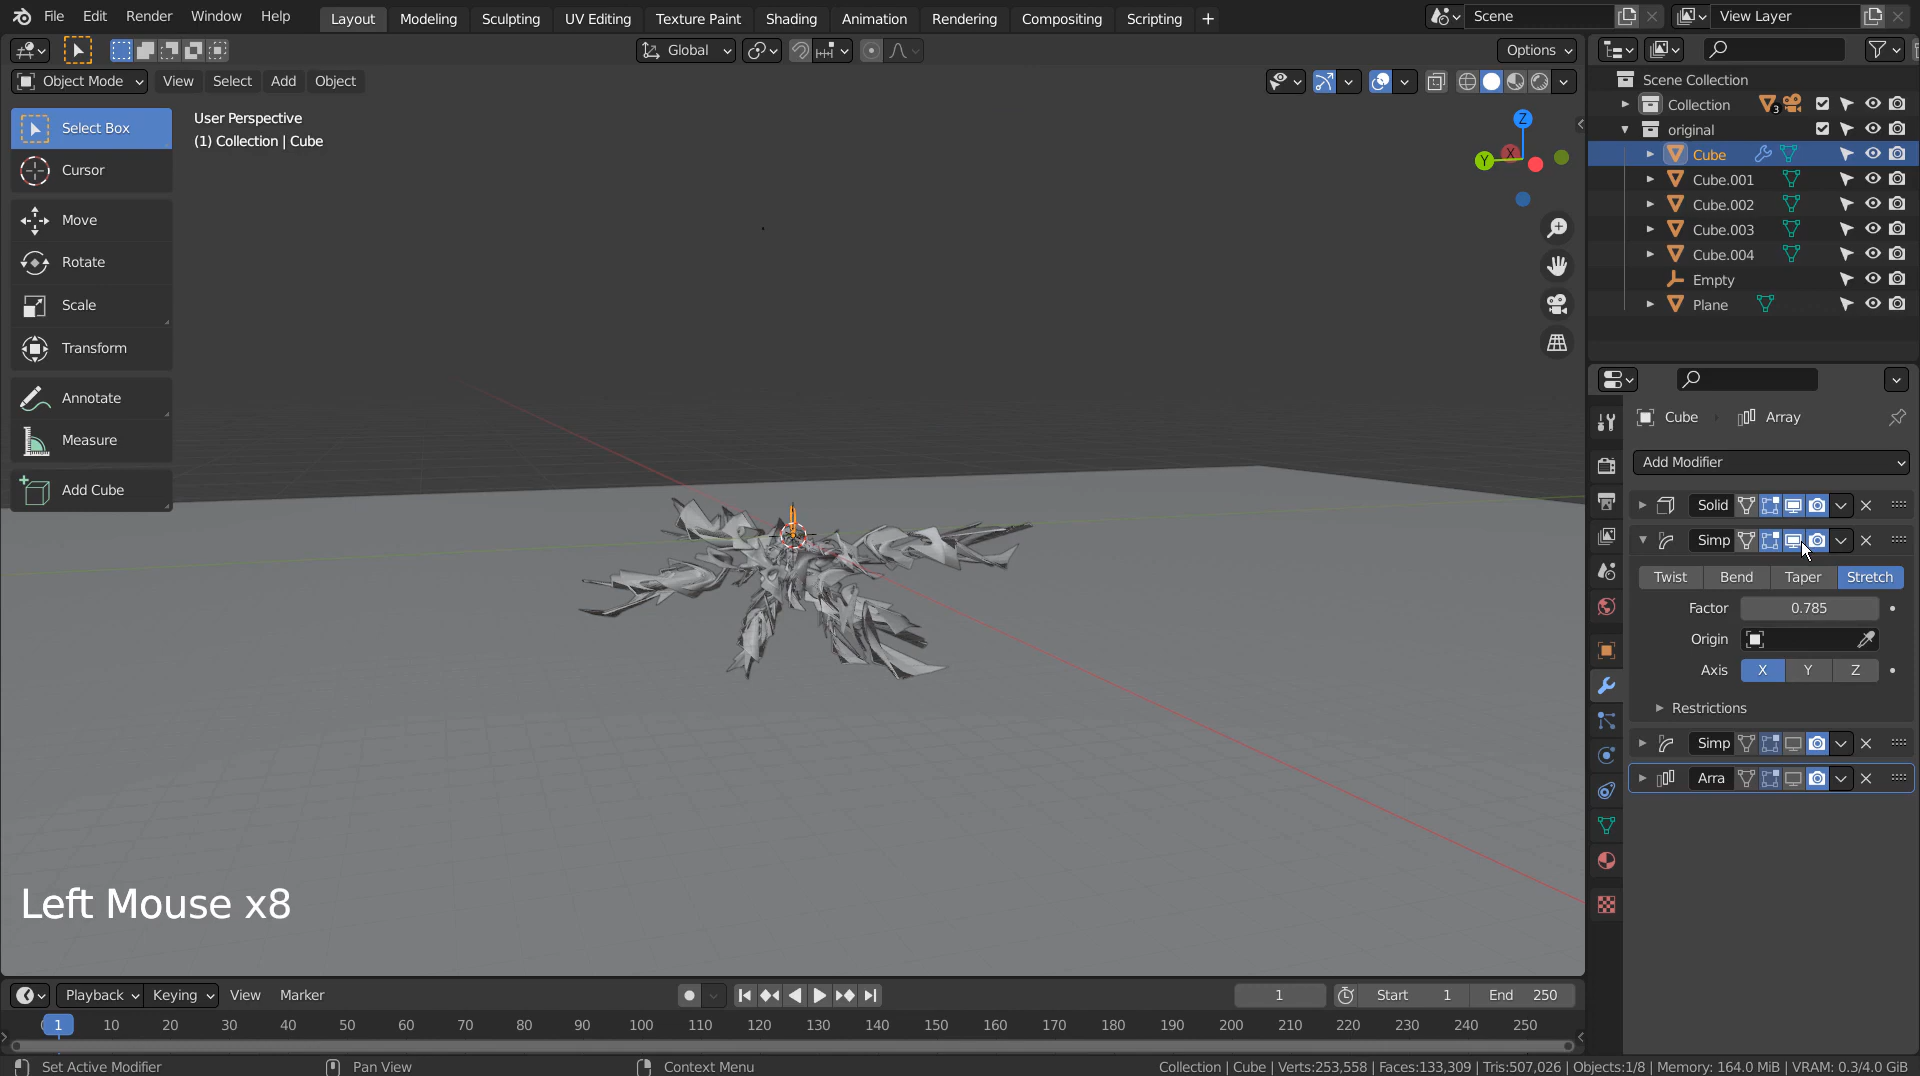 File Edit Render Window Help Layout Modeling Sculpting UV Editing Texture Paint Shading Animation Rendering Compositing Scripting + Scene View Layer
Global Options
Object Mode View Select Add Object
Select Box
Cursor
Move
Rotate
Scale
Transform
Annotate
Measure
Add Cube
User Perspective
(1) Collection | Cube
Z
Y
X
Left Mouse x8
Scene Collection
Collection 3
original
Cube
Cube.001
Cube.002
Cube.003
Cube.004
Empty
Plane
Cube Array
Add Modifier
Solid
Simp
Twist Bend Taper Stretch
Factor 0.785
Origin
Axis X Y Z
Restrictions
Simp
Arra
Playback Keying View Marker 1 Start 1 End 250
1 10 20 30 40 50 60 70 80 90 100 110 120 130 140 150 160 170 180 190 200 210 220 230 240 250
Set Active Modifier Pan View Context Menu Collection | Cube | Verts:253,558 | Faces:133,309 | Tris:507,026 | Objects:1/8 | Memory: 164.0 MiB | VRAM: 0.3/4.0 GiB